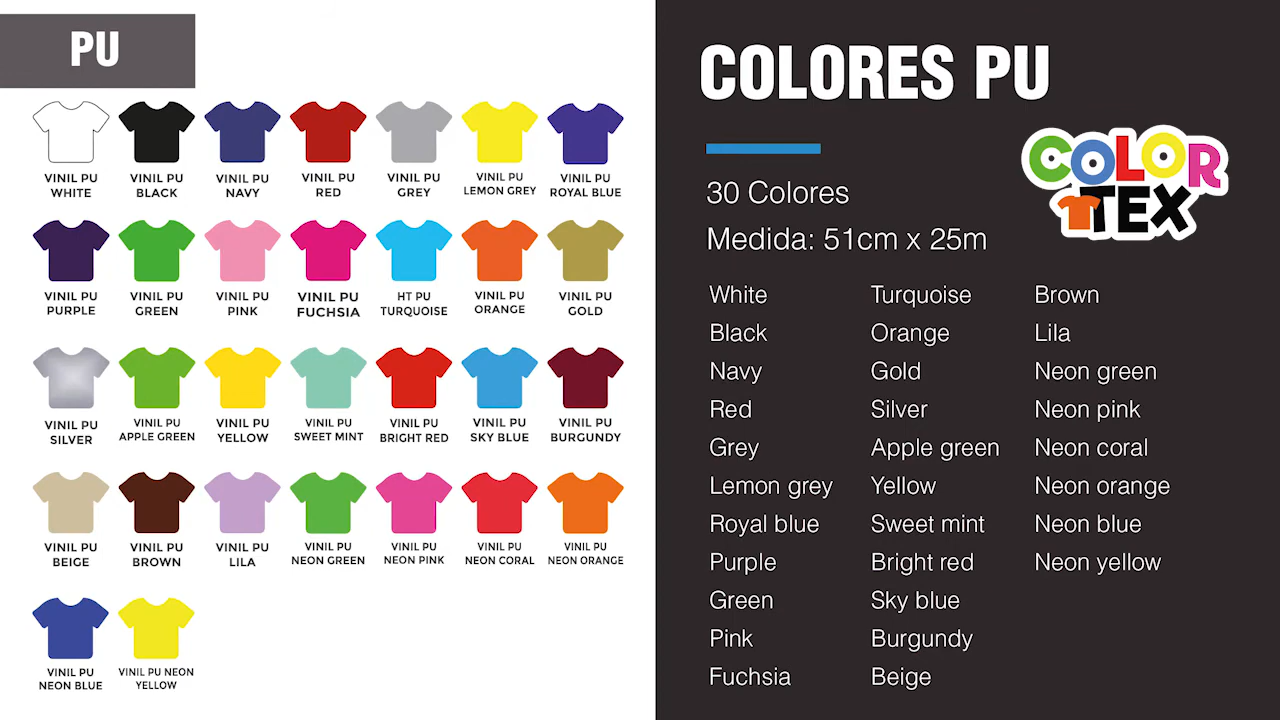 PU
VINIL PU
WHITE
VINIL PU
BLACK
VINIL PU
NAVY
VINIL PU
RED
VINIL PU
GREY
VINIL PU
LEMON GREY
VINIL PU
ROYAL BLUE
VINIL PU
PURPLE
VINIL PU
GREEN
VINIL PU
PINK
VINIL PU
FUCHSIA
HT PU
TURQUOISE
VINIL PU
ORANGE
VINIL PU
GOLD
VINIL PU
SILVER
VINIL PU
APPLE GREEN
VINIL PU
YELLOW
VINIL PU
SWEET MINT
VINIL PU
BRIGHT RED
VINIL PU
SKY BLUE
VINIL PU
BURGUNDY
VINIL PU
BEIGE
VINIL PU
BROWN
VINIL PU
LILA
VINIL PU
NEON GREEN
VINIL PU
NEON PINK
VINIL PU
NEON CORAL
VINIL PU
NEON ORANGE
VINIL PU
NEON BLUE
VINIL PU NEON
YELLOW
COLORES PU
COLOR
TEX
30 Colores
Medida: 51cm x 25m
White
Black
Navy
Red
Grey
Lemon grey
Royal blue
Purple
Green
Pink
Fuchsia
Turquoise
Orange
Gold
Silver
Apple green
Yellow
Sweet mint
Bright red
Sky blue
Burgundy
Beige
Brown
Lila
Neon green
Neon pink
Neon coral
Neon orange
Neon blue
Neon yellow